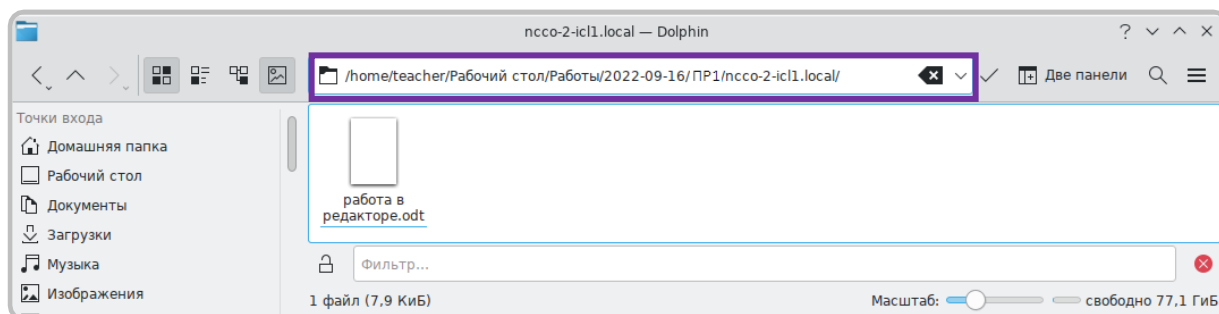 ncco-2-icl1.local — Dolphin
/home/teacher/Рабочий стол/Работы/2022-09-16/ПР1/ncco-2-icl1.local/
Две панели
Точки входа
Домашняя папка
Рабочий стол
Документы
Загрузки
Музыка
Изображения
работа в
редакторе.odt
Фильтр...
1 файл (7,9 КиБ)
Масштаб:
свободно 77,1 ГиБ